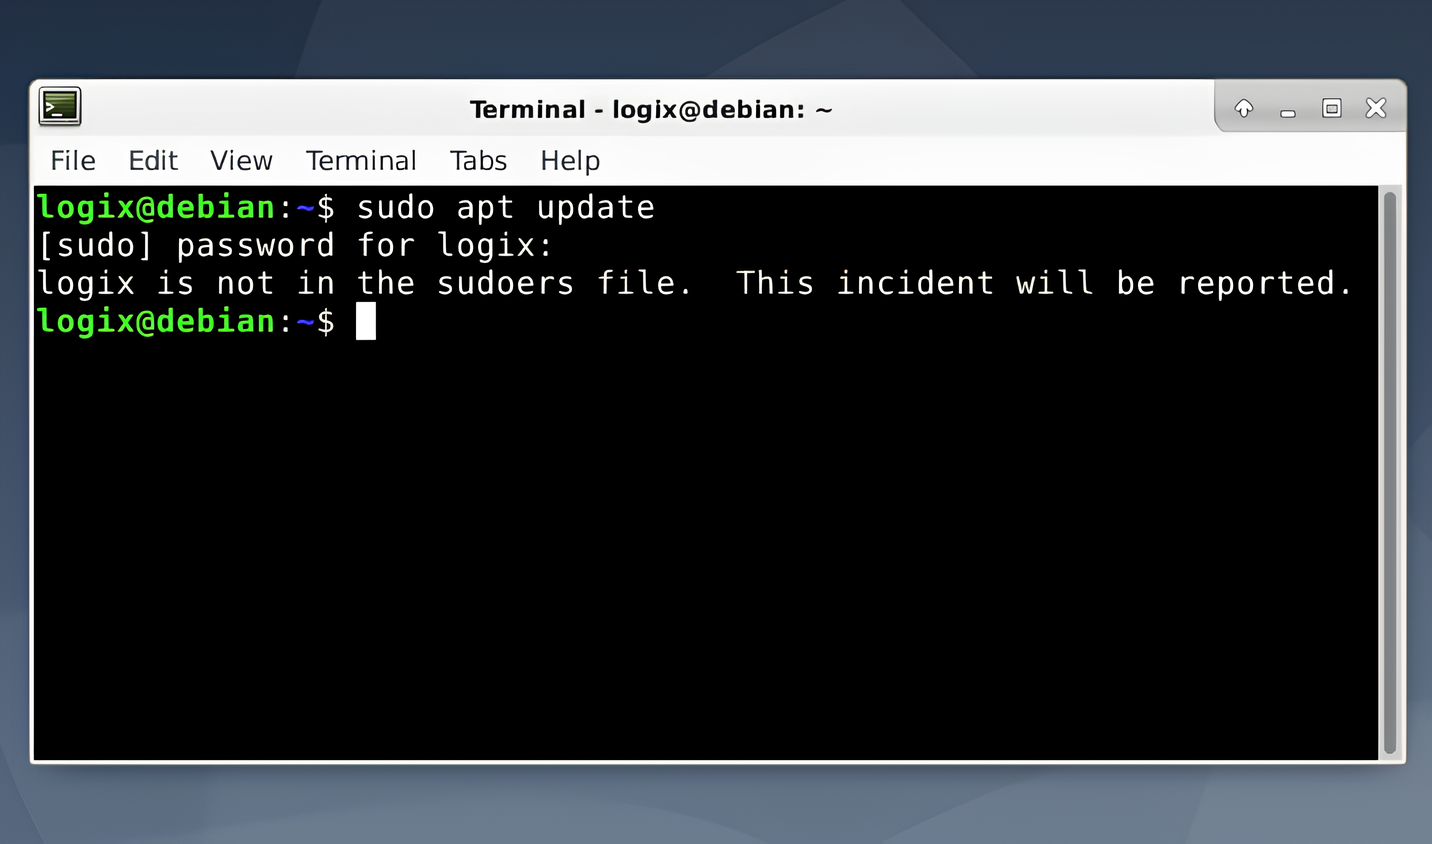 Terminal - logix@debian: ~
File Edit View Terminal Tabs Help
logix@debian:~$ sudo apt update
[sudo] password for logix:
logix is not in the sudoers file.  This incident will be reported.
logix@debian:~$